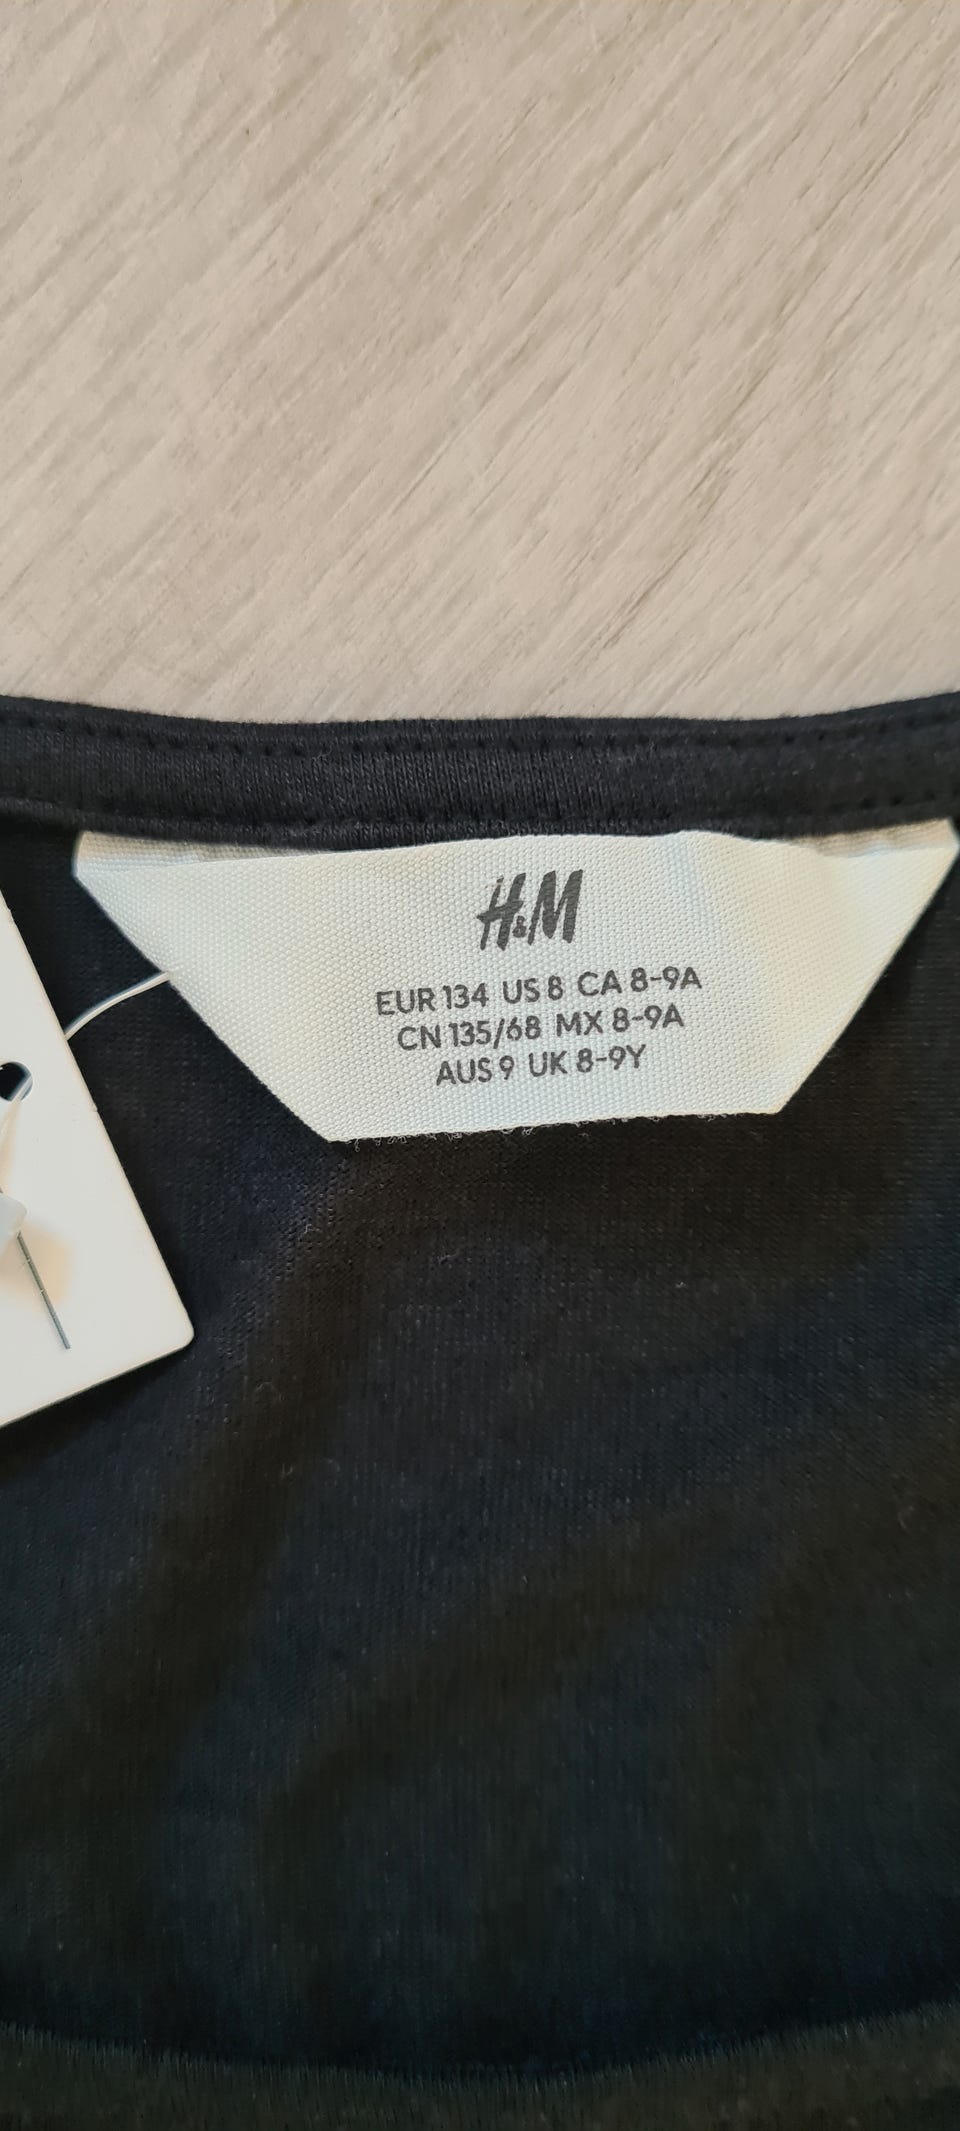 H&M
EUR 134 US 8 CA 8-9A
CN 135/68 MX 8-9A
AUS 9 UK 8-9Y